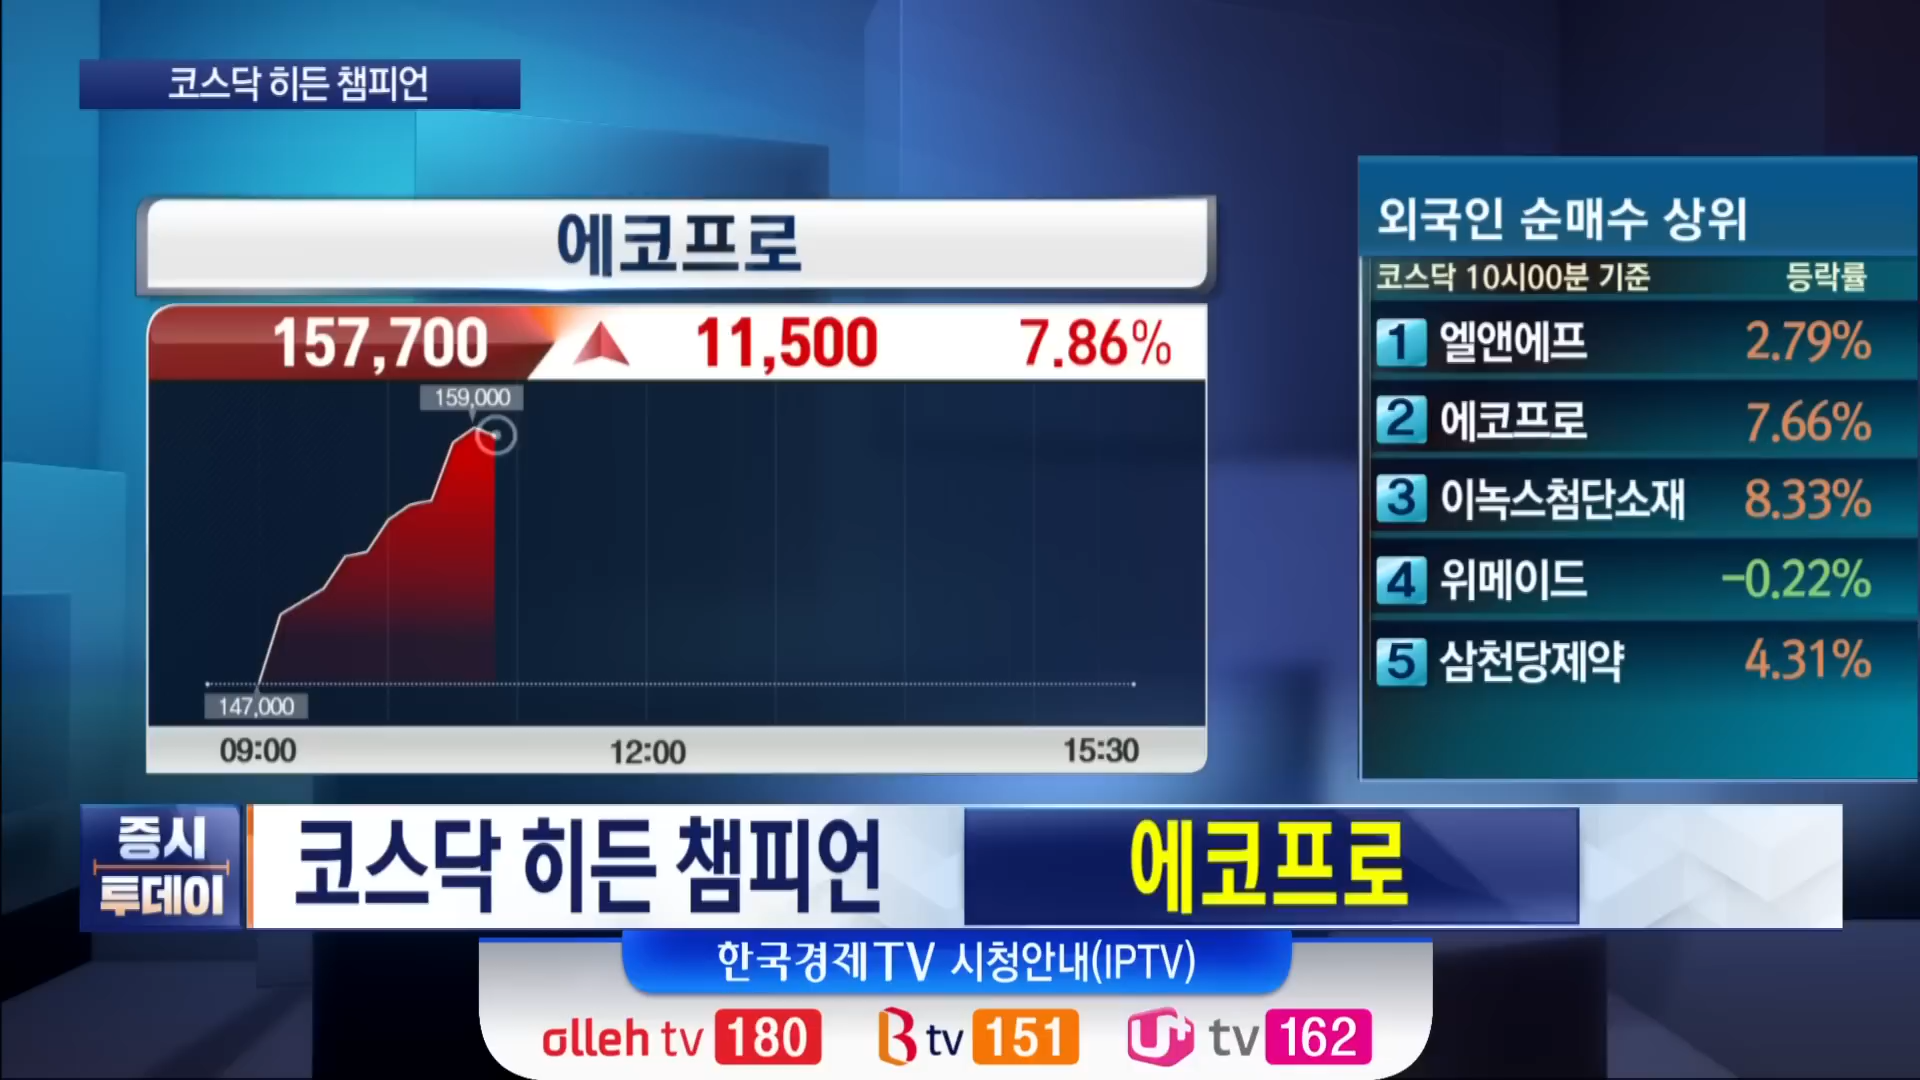 코스닥 히든 챔피언
에코프로
157,700 11,500 7.86%
159,000
147,000
09:00 12:00 15:30
외국인 순매수 상위
코스닥 10시00분 기준 등락률
1 엘앤에프 2.79%
2 에코프로 7.66%
3 이녹스첨단소재 8.33%
4 위메이드 -0.22%
5 삼천당제약 4.31%
증시
투데이
코스닥 히든 챔피언 에코프로
한국경제TV 시청안내(IPTV)
olleh tv 180 B tv 151 U+ tv 162